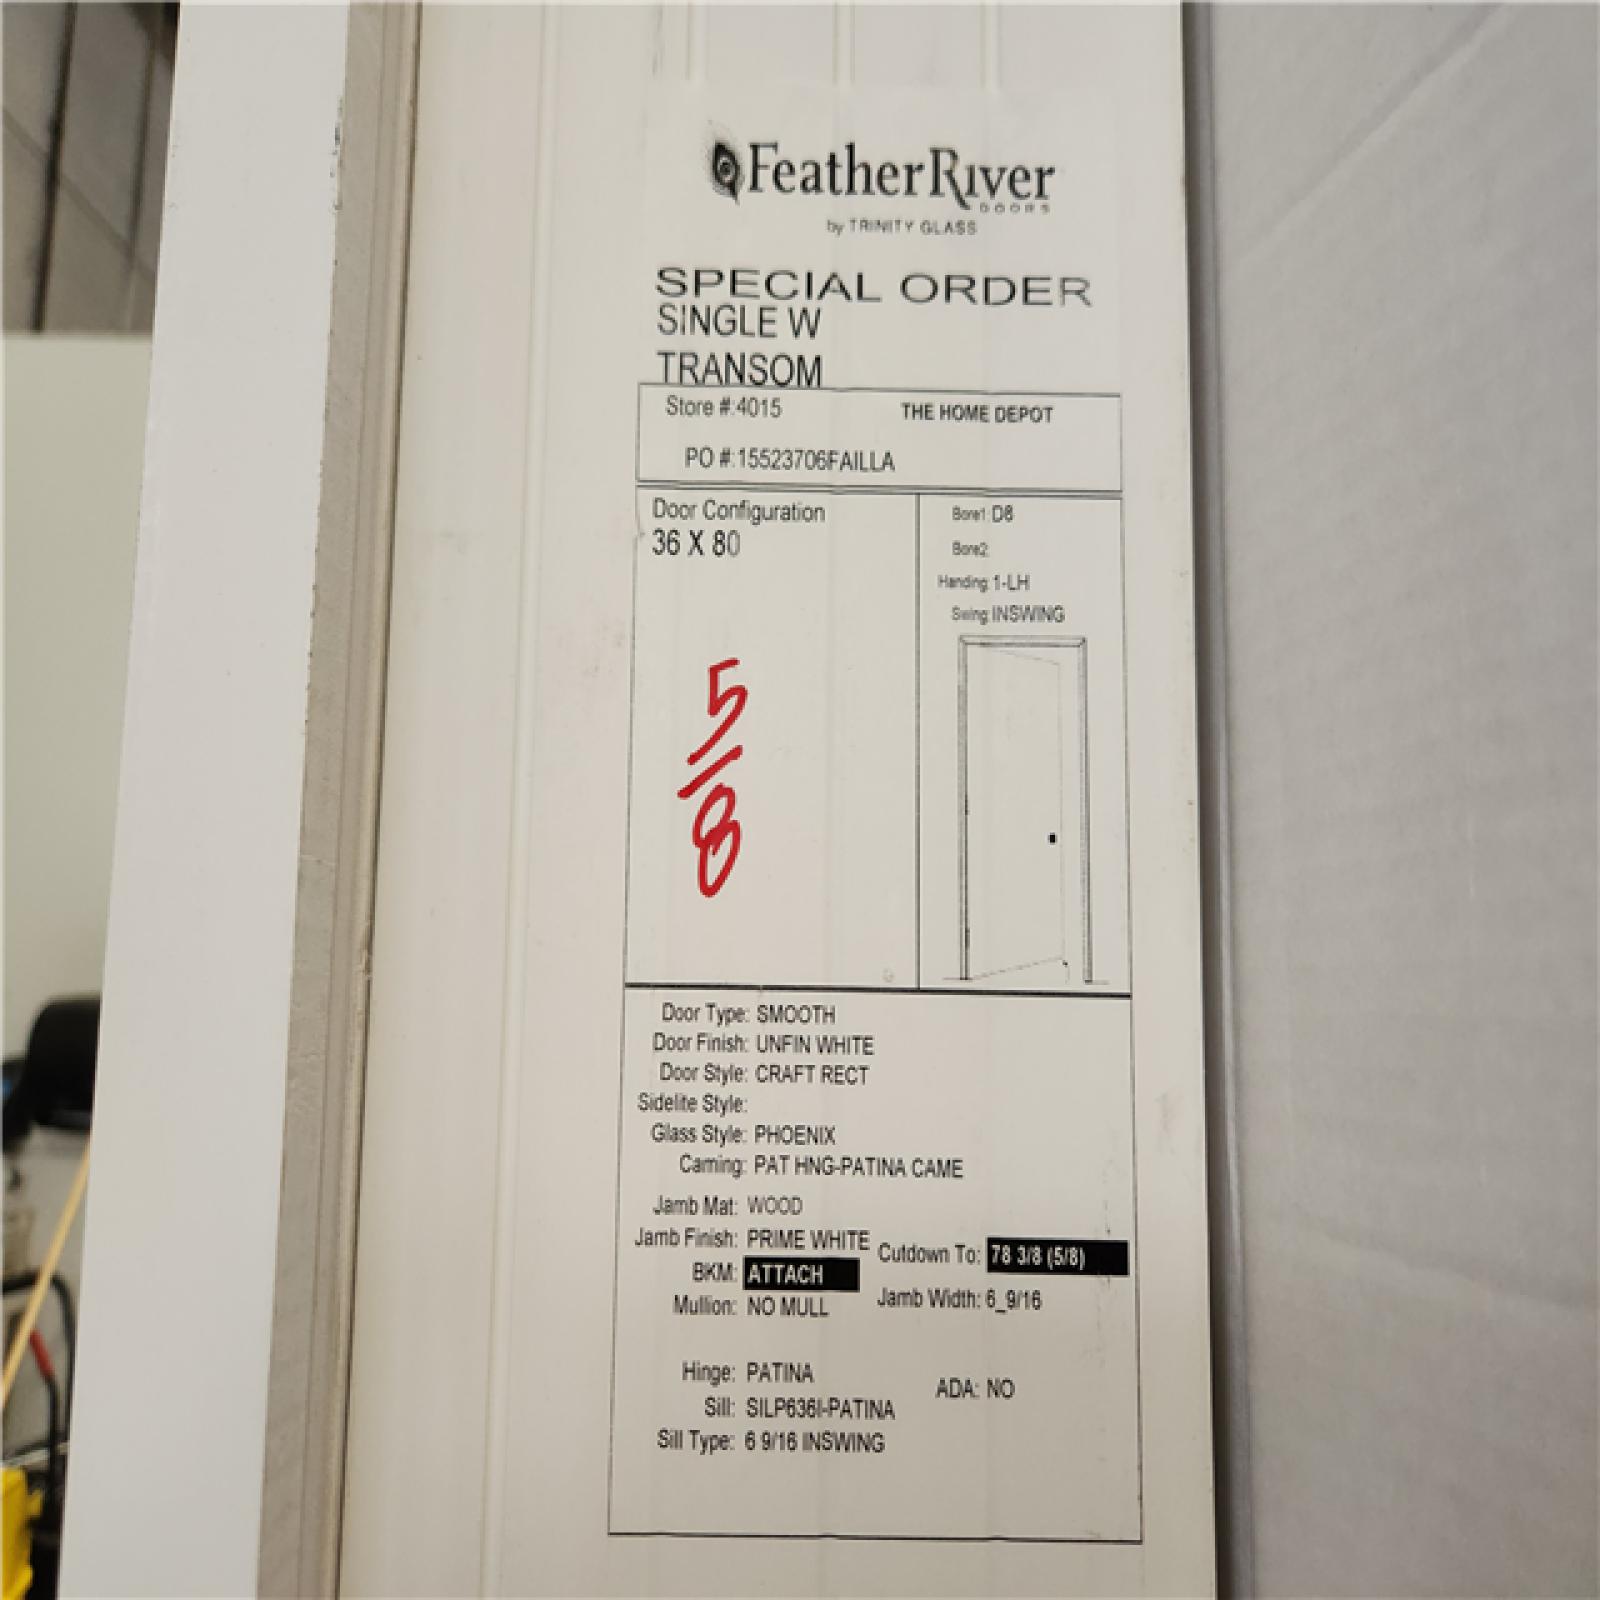 FeatherRiver
DOORS
by TRINITY GLASS
SPECIAL ORDER
SINGLE W
TRANSOM
Store #:4015 THE HOME DEPOT
PO #:15523706FAILLA
Door Configuration
36 X 80
Bore1: D8
Bore2:
Handing: 1-LH
Swing: INSWING
5/8
Door Type: SMOOTH
Door Finish: UNFIN WHITE
Door Style: CRAFT RECT
Sidelite Style:
Glass Style: PHOENIX
Caming: PAT HNG-PATINA CAME
Jamb Mat: WOOD
Jamb Finish: PRIME WHITE
Cutdown To: 78 3/8 (5/8)
BKM: ATTACH
Mullion: NO MULL
Jamb Width: 6_9/16
Hinge: PATINA
ADA: NO
Sill: SILP636I-PATINA
Sill Type: 6 9/16 INSWING